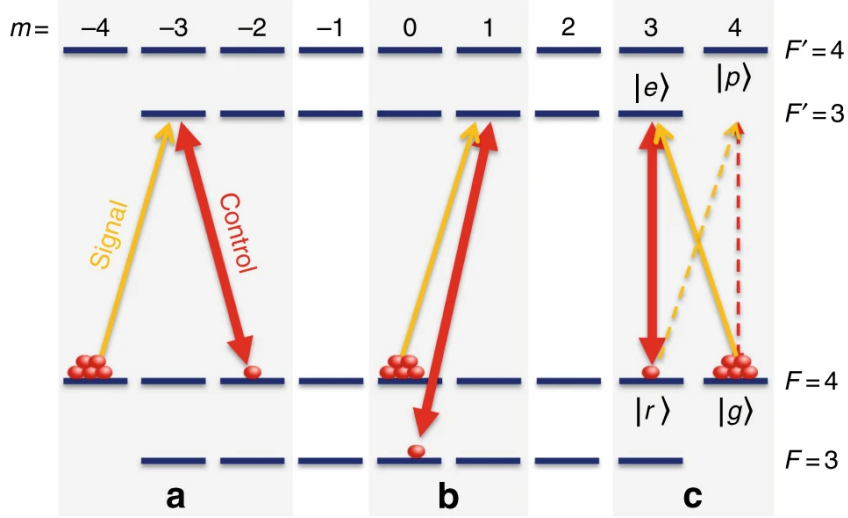 m= –4 –3 –2 –1 0 1 2 3 4
F′=4
|e⟩ |p⟩
F′=3
Signal
Control
F=4
|r⟩ |g⟩
F=3
a b c